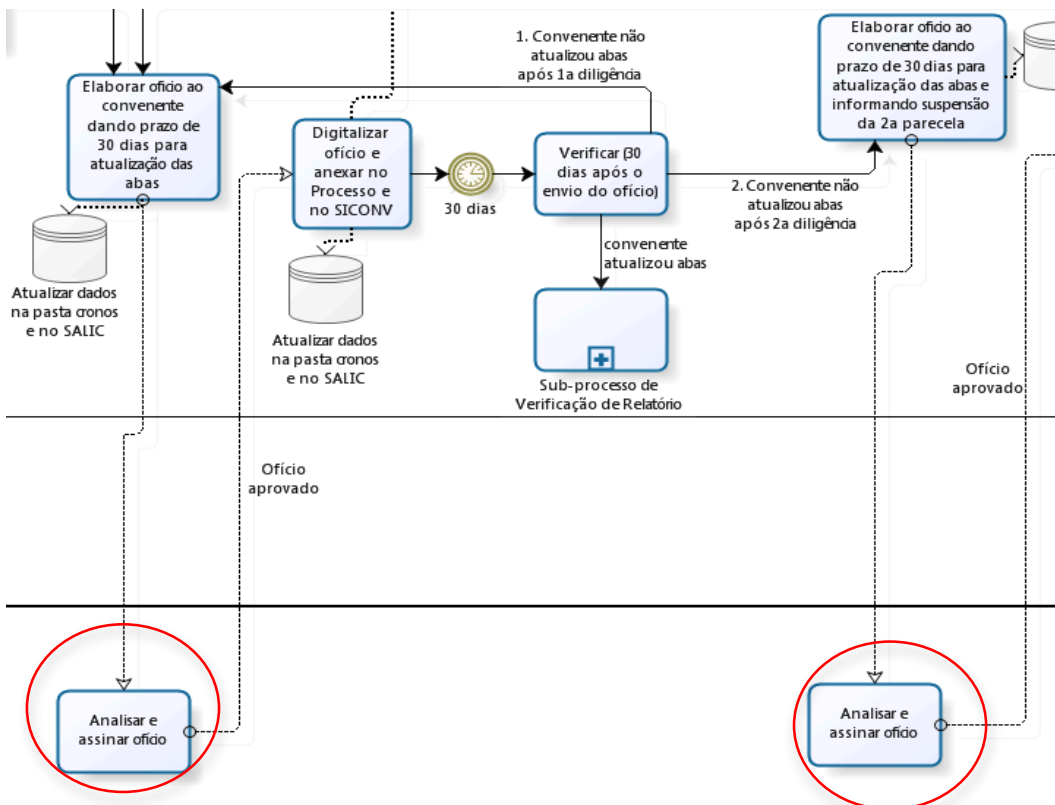 Elaborar oficio ao
convenente
dando prazo de
30 dias para
atualização das
abas
Atualizar dados
na pasta cronos
e no SALIC
Digitalizar
ofício e
anexar no
Processo e
no SICONV
Atualizar dados
na pasta cronos
e no SALIC
30 dias
1. Convenente não
atualizou abas
após 1a diligência
Verificar (30
dias após o
envio do ofício)
convenente
atualizou abas
Sub-processo de
Verificação de Relatório
2. Convenente não
atualizou abas
após 2a diligência
Elaborar oficio ao
convenente dando
prazo de 30 dias para
atualização das abas e
informando suspensão
da 2a parcela
Ofício
aprovado
Ofício
aprovado
Analisar e
assinar ofício
Analisar e
assinar ofício